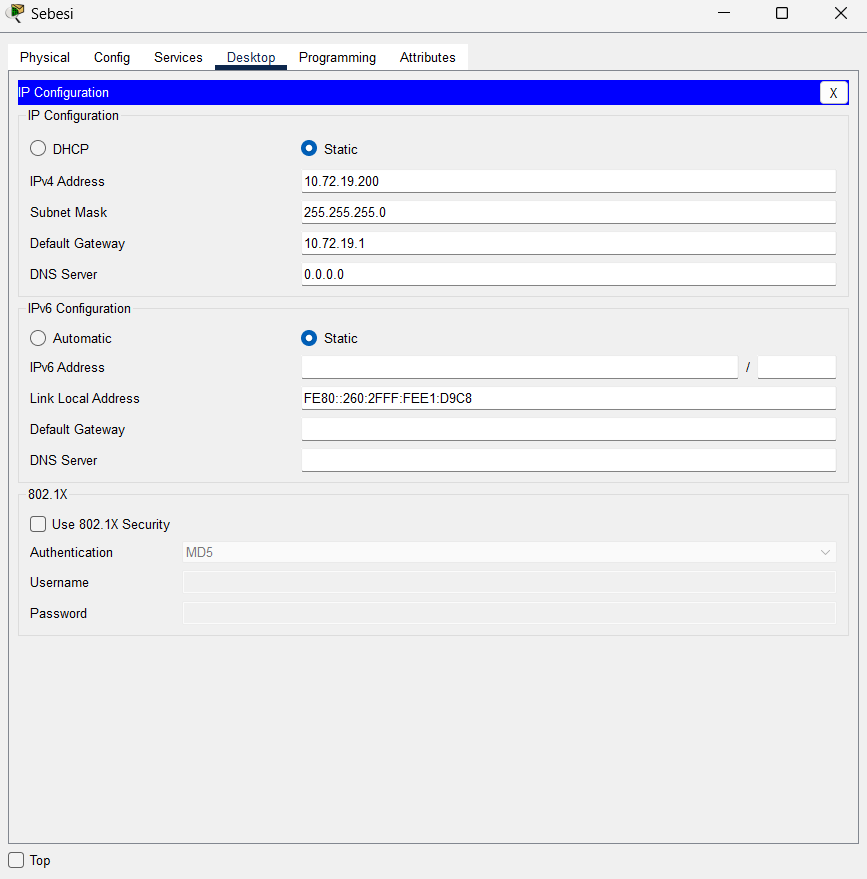 Sebesi
Physical Config Services Desktop Programming Attributes
IP Configuration X
IP Configuration
DHCP Static
IPv4 Address 10.72.19.200
Subnet Mask 255.255.255.0
Default Gateway 10.72.19.1
DNS Server 0.0.0.0
IPv6 Configuration
Automatic Static
IPv6 Address /
Link Local Address FE80::260:2FFF:FEE1:D9C8
Default Gateway
DNS Server
802.1X
Use 802.1X Security
Authentication MD5
Username
Password
Top